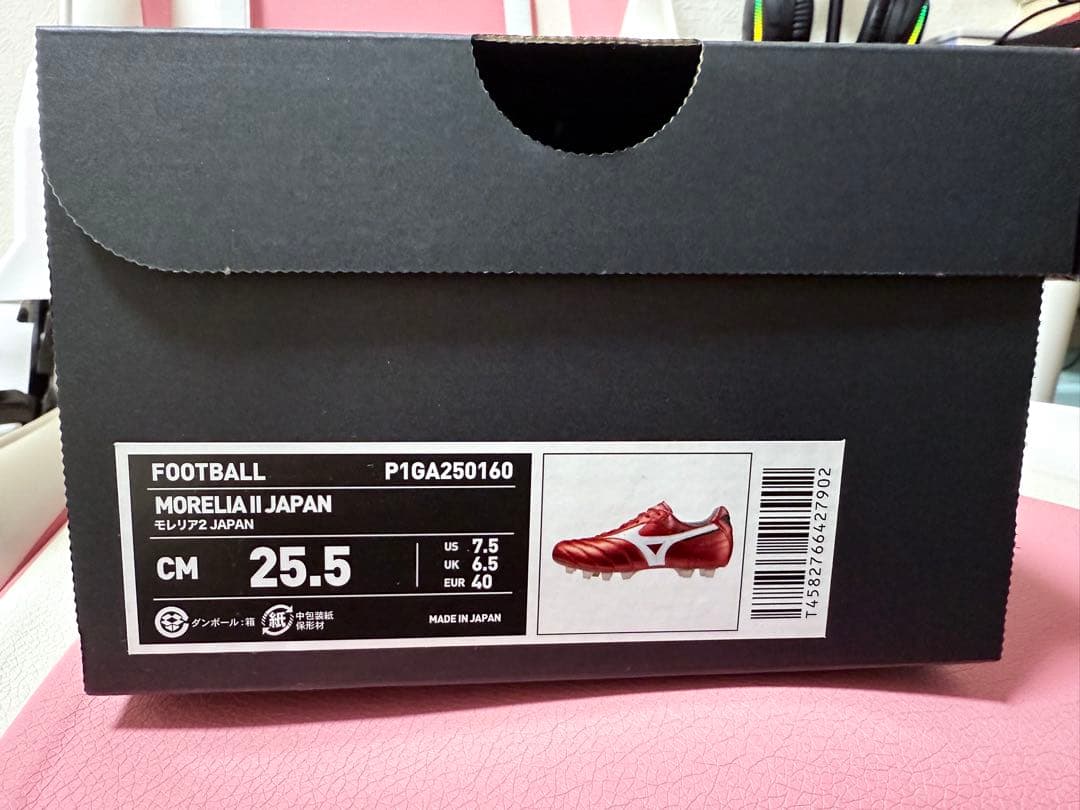 FOOTBALL P1GA250160
MORELIA II JAPAN
モレリア2 JAPAN
CM 25.5
US 7.5
UK 6.5
EUR 40
ダンボール:箱
紙 中包装紙
保形材
MADE IN JAPAN
T4582766427902